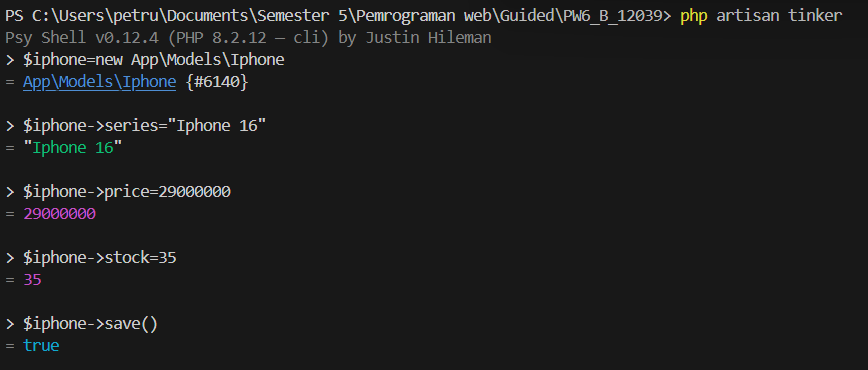 PS C:\Users\petru\Documents\Semester 5\Pemrograman web\Guided\PW6_B_12039> php artisan tinker
Psy Shell v0.12.4 (PHP 8.2.12 — cli) by Justin Hileman
> $iphone=new App\Models\Iphone
= App\Models\Iphone {#6140}
> $iphone->series="Iphone 16"
= "Iphone 16"
> $iphone->price=29000000
= 29000000
> $iphone->stock=35
= 35
> $iphone->save()
= true